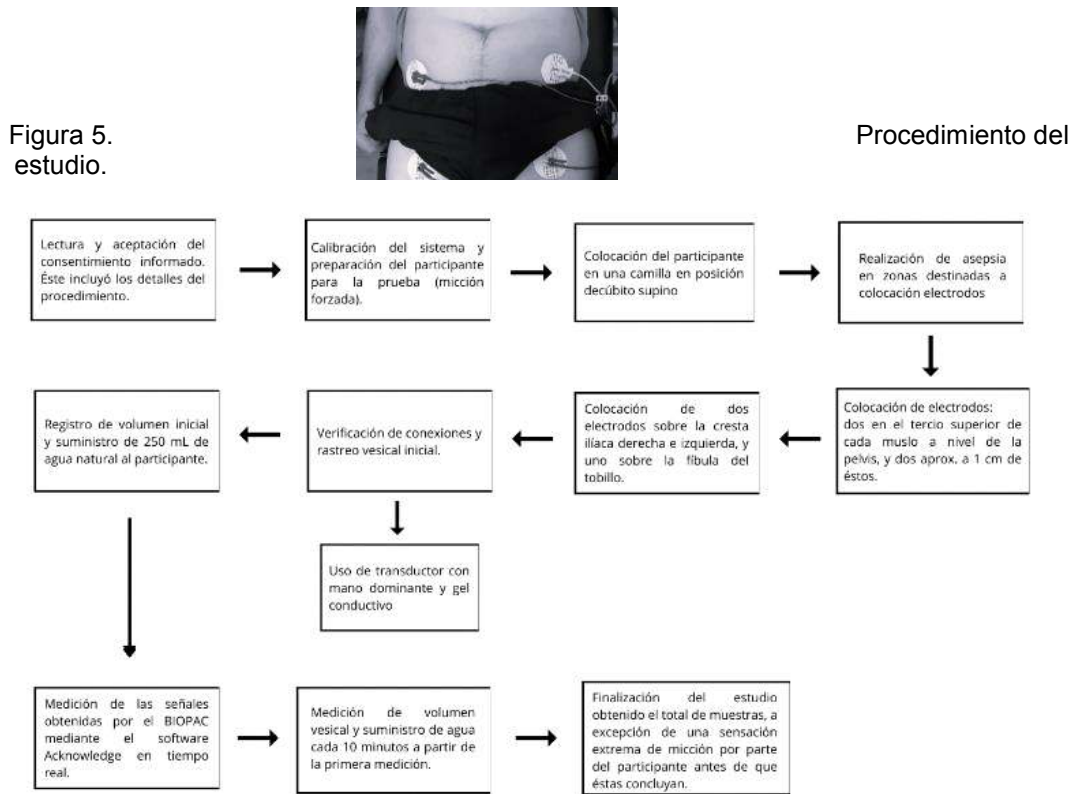 Figura 5. Procedimiento del
estudio.
Lectura y aceptación del
consentimiento informado.
Éste incluyó los detalles del
procedimiento.
Calibración del sistema y
preparación del participante
para la prueba (micción
forzada).
Colocación del participante
en una camilla en posición
decúbito supino
Realización de asepsia
en zonas destinadas a
colocación electrodos
Colocación de electrodos:
dos en el tercio superior de
cada muslo a nivel de la
pelvis, y dos aprox. a 1 cm de
éstos.
Colocación de dos
electrodos sobre la cresta
ilíaca derecha e izquierda, y
uno sobre la fíbula del
tobillo.
Verificación de conexiones y
rastreo vesical inicial.
Uso de transductor con
mano dominante y gel
conductivo
Registro de volumen inicial
y suministro de 250 mL de
agua natural al participante.
Medición de las señales
obtenidas por el BIOPAC
mediante el software
Acknowledge en tiempo
real.
Medición de volumen
vesical y suministro de agua
cada 10 minutos a partir de
la primera medición.
Finalización del estudio
obtenido el total de muestras, a
excepción de una sensación
extrema de micción por parte
del participante antes de que
éstas concluyan.